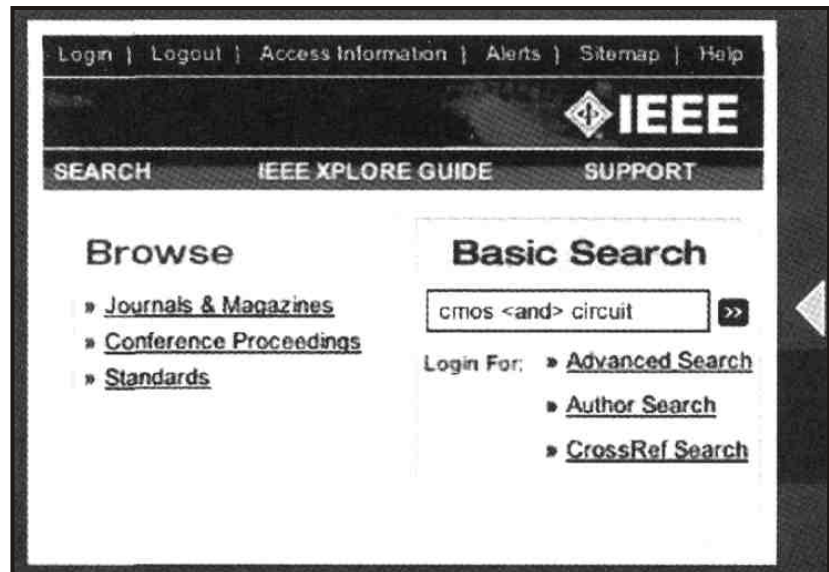 Login | Logout | Access Information | Alerts | Sitemap | Help
IEEE
SEARCH IEEE XPLORE GUIDE SUPPORT
Browse
» Journals & Magazines
» Conference Proceedings
» Standards
Basic Search
cmos <and> circuit »
Login For: » Advanced Search
» Author Search
» CrossRef Search